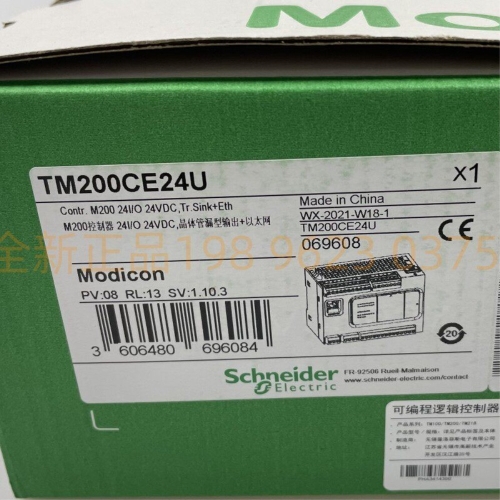 Mo
TM200CE24U
x1
Contr. M200 24I/O 24VDC,Tr.Sink+Eth
M200控制器 24I/O 24VDC,晶体管漏型输出+以太网
Made in China
WX-2021-W18-1
TM200CE24U
069608
CE
全新正品198 9623 0375
Modicon
PV:08 RL:13 SV:1.10.3
3 606480 696084
20
Schneider
Electric
FR-92506 Rueil-Malmaison
www.schneider-electric.com/contact
可编程逻辑控制器